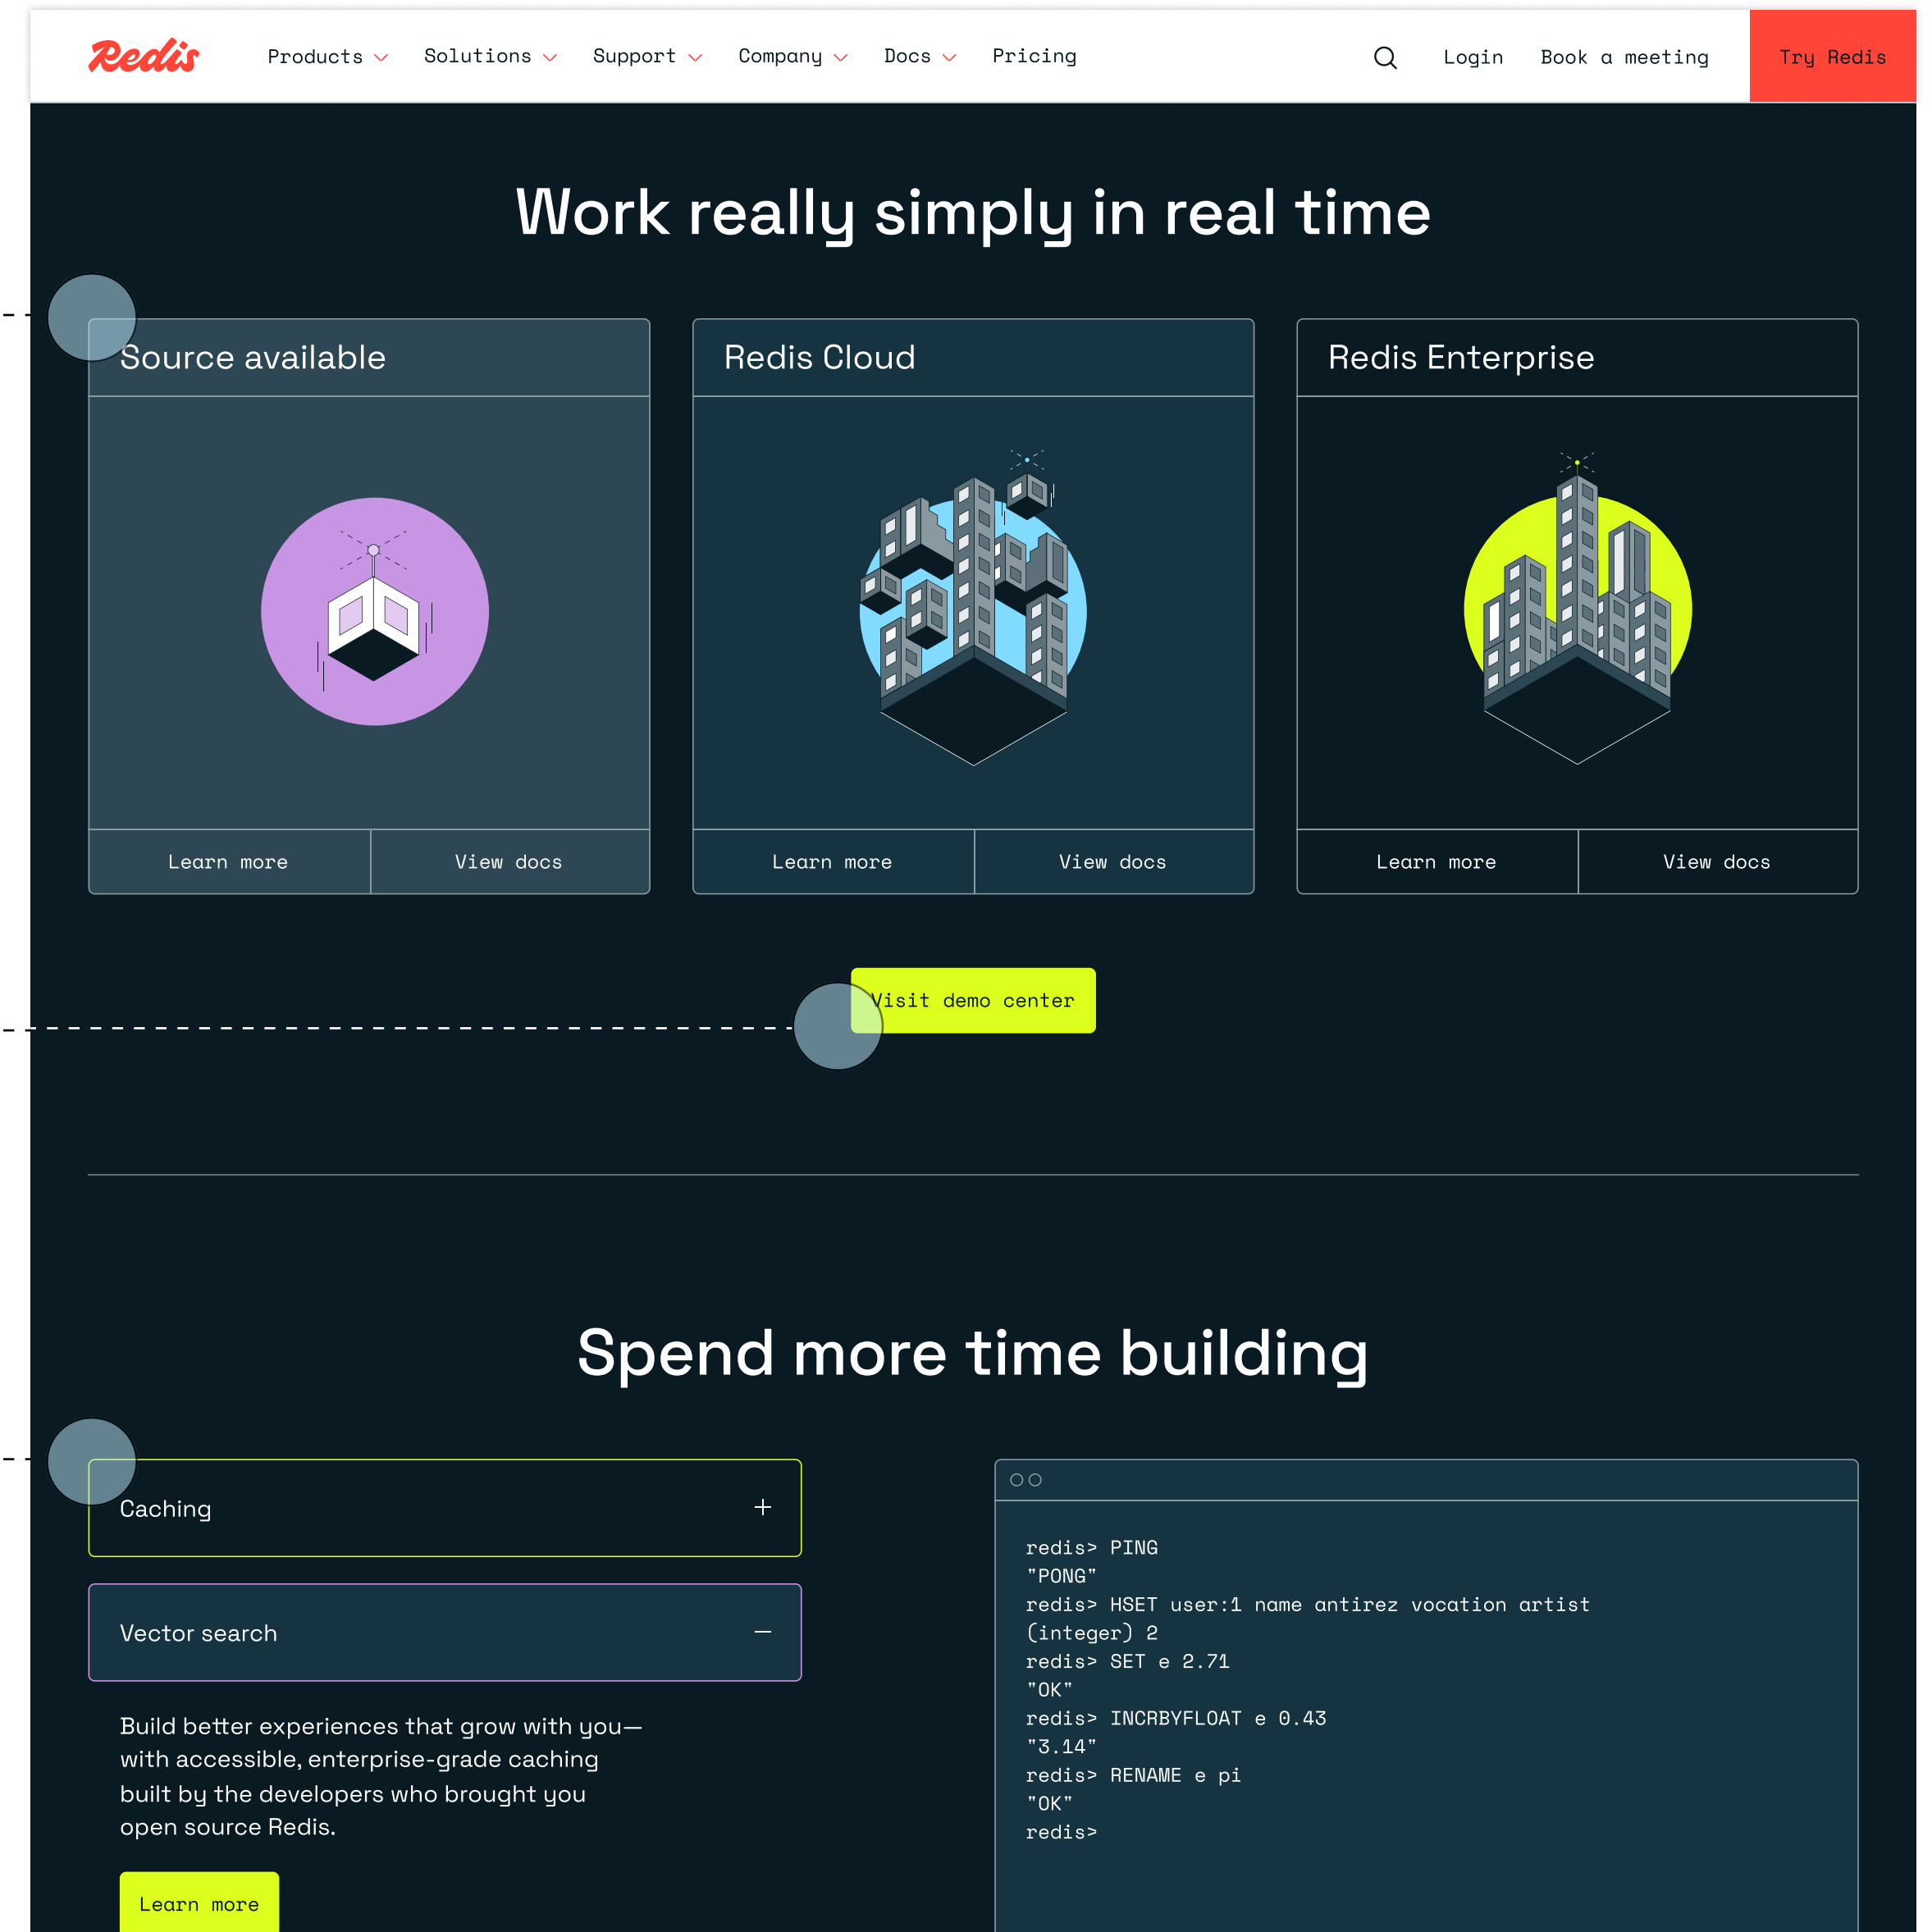 Redis
Products
Solutions
Support
Company
Docs
Pricing
Login
Book a meeting
Try Redis
Work really simply in real time
Source available
Redis Cloud
Redis Enterprise
Learn more
View docs
Learn more
View docs
Learn more
View docs
Visit demo center
Spend more time building
Caching
Vector search
Build better experiences that grow with you—
with accessible, enterprise-grade caching
built by the developers who brought you
open source Redis.
Learn more
redis> PING
"PONG"
redis> HSET user:1 name antirez vocation artist
(integer) 2
redis> SET e 2.71
"OK"
redis> INCRBYFLOAT e 0.43
"3.14"
redis> RENAME e pi
"OK"
redis>